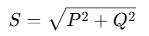 S = √(P² + Q²)